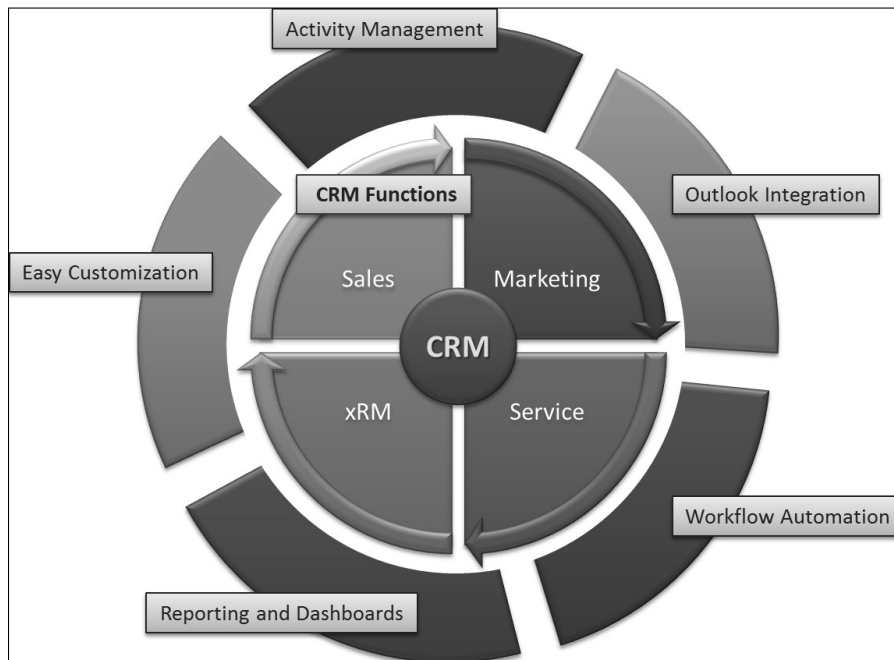 Activity Management
CRM Functions
Outlook Integration
Easy Customization
Sales
Marketing
CRM
xRM
Service
Workflow Automation
Reporting and Dashboards